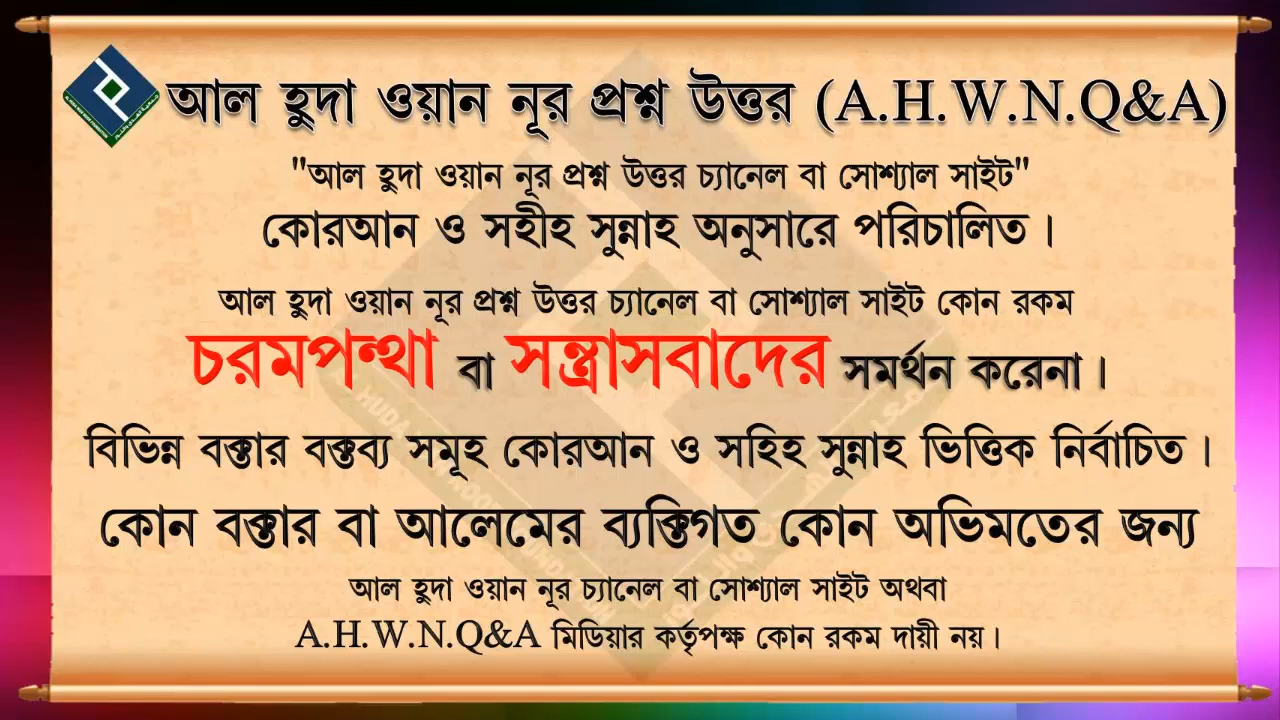 আল হুদা ওয়ান নূর প্রশ্ন উত্তর (A.H.W.N.Q&A)
"আল হুদা ওয়ান নূর প্রশ্ন উত্তর চ্যানেল বা সোশ্যাল সাইট"
কোরআন ও সহীহ সুন্নাহ অনুসারে পরিচালিত।
আল হুদা ওয়ান নূর প্রশ্ন উত্তর চ্যানেল বা সোশ্যাল সাইট কোন রকম
চরমপন্থা বা সন্ত্রাসবাদের সমর্থন করেনা।
বিভিন্ন বক্তার বক্তব্য সমূহ কোরআন ও সহিহ সুন্নাহ ভিত্তিক নির্বাচিত।
কোন বক্তার বা আলেমের ব্যক্তিগত কোন অভিমতের জন্য
আল হুদা ওয়ান নূর চ্যানেল বা সোশ্যাল সাইট অথবা
A.H.W.N.Q&A মিডিয়ার কর্তৃপক্ষ কোন রকম দায়ী নয়।